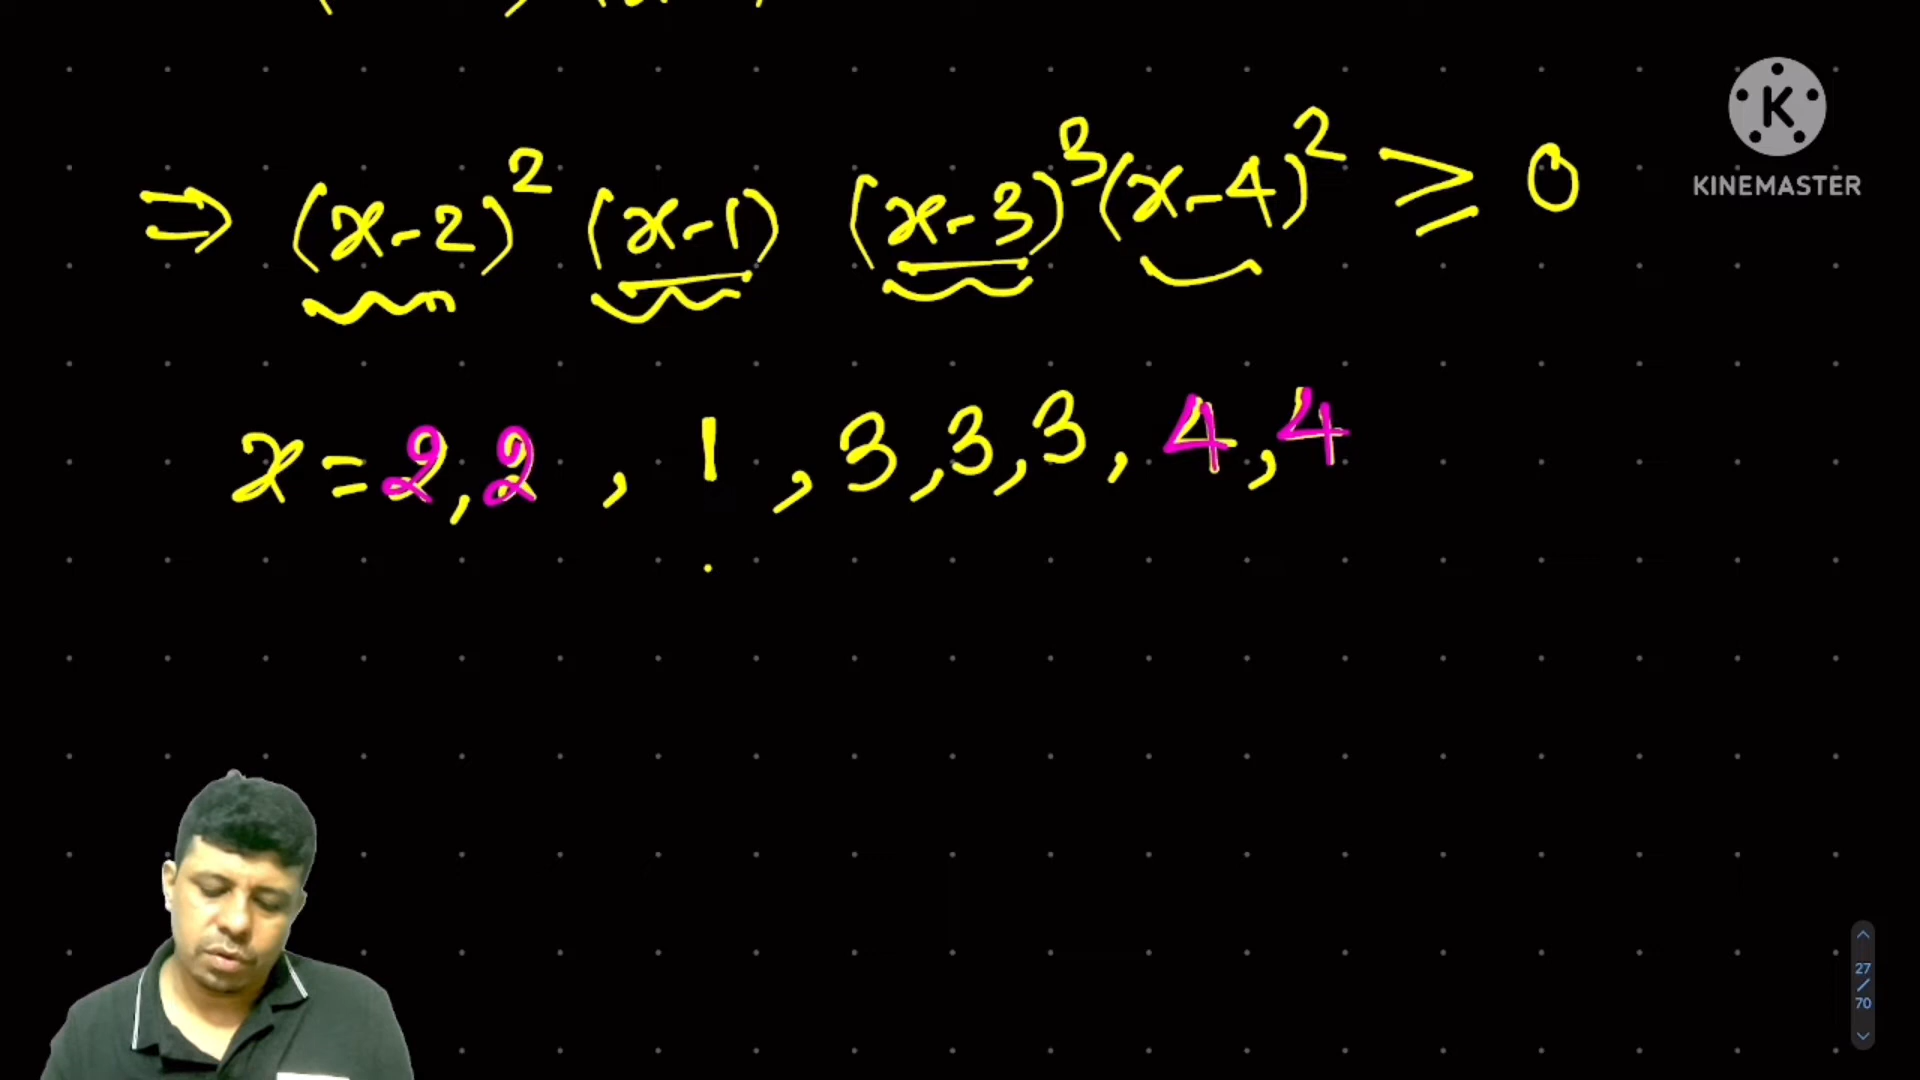 ⇒ (x-2)² (x-1) (x-3)³(x-4)² ≥ 0
K
KINEMASTER
x = 2,2 , 1 , 3,3,3, 4,4
27
/
70